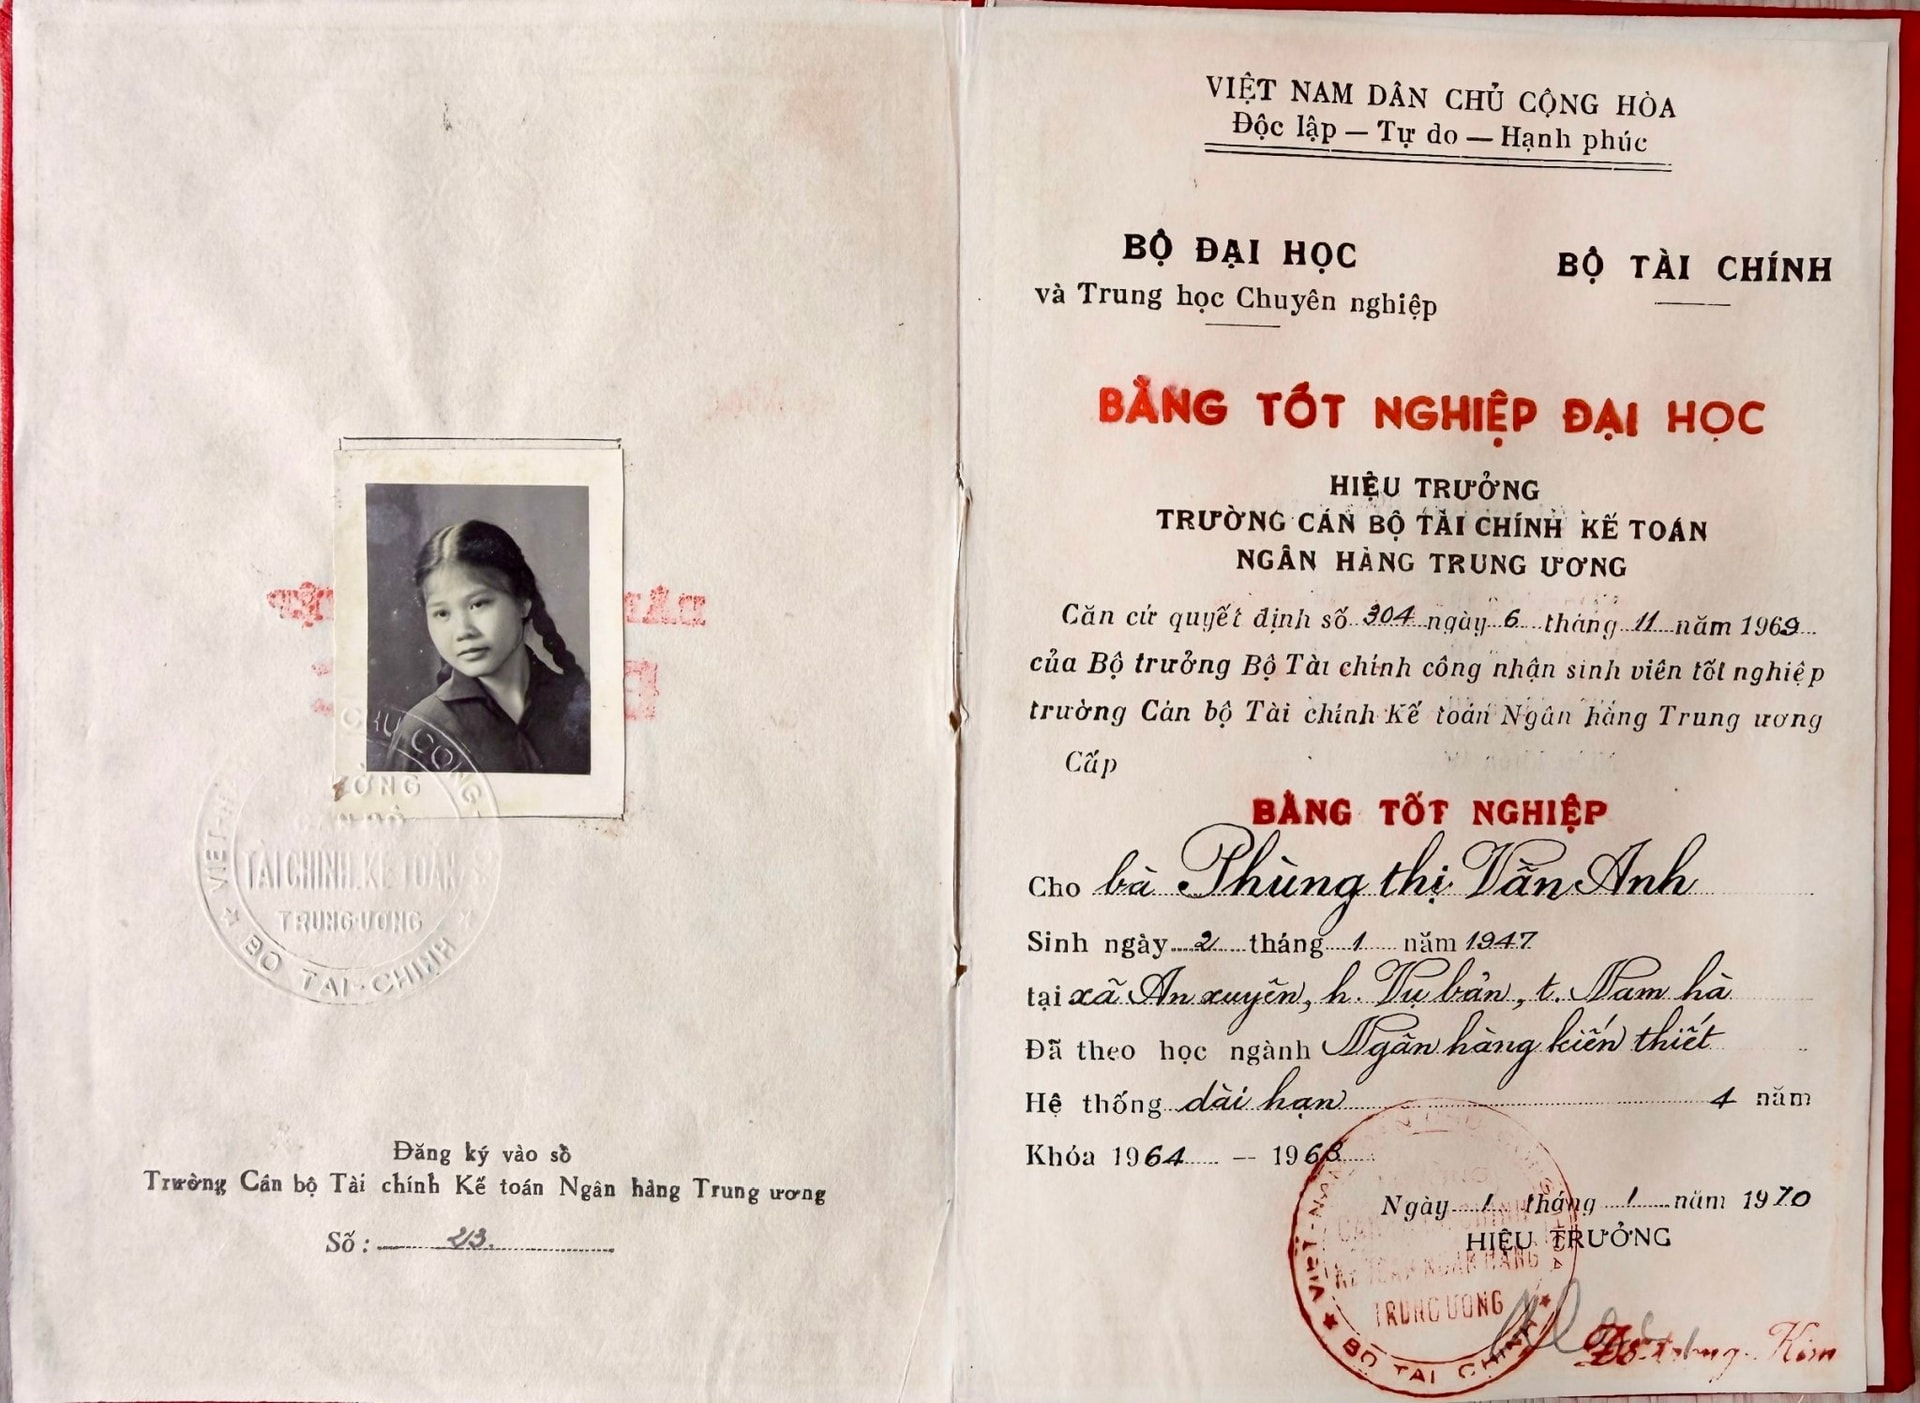 Đăng ký vào sổ
Trường Cán bộ Tài chính Kế toán Ngân hàng Trung ương
Số: 23.
TÀI CHÍNH KẾ TOÁN
TRUNG ƯƠNG
BỘ TÀI CHÍNH
VIỆT NAM DÂN CHỦ CỘNG HÒA
Độc lập — Tự do — Hạnh phúc
BỘ ĐẠI HỌC
và Trung học Chuyên nghiệp
BỘ TÀI CHÍNH
BẰNG TỐT NGHIỆP ĐẠI HỌC
HIỆU TRƯỞNG
TRƯỜNG CÁN BỘ TÀI CHÍNH KẾ TOÁN
NGÂN HÀNG TRUNG ƯƠNG
Căn cứ quyết định số 304 ngày 6 tháng 11 năm 1969
của Bộ trưởng Bộ Tài chính công nhận sinh viên tốt nghiệp
trường Cán bộ Tài chính Kế toán Ngân hàng Trung ương
Cấp
BẰNG TỐT NGHIỆP
Cho bà Phùng thị Vân Anh
Sinh ngày 2 tháng 1 năm 1947
tại xã An xuyên, h. Vụ bản, t. Nam hà
Đã theo học ngành Ngân hàng kiến thiết
Hệ thống dài hạn 4 năm
Khóa 1964 — 1968
Ngày 1 tháng 1 năm 1970
HIỆU TRƯỞNG
TRUNG ƯƠNG
BỘ TÀI CHÍNH